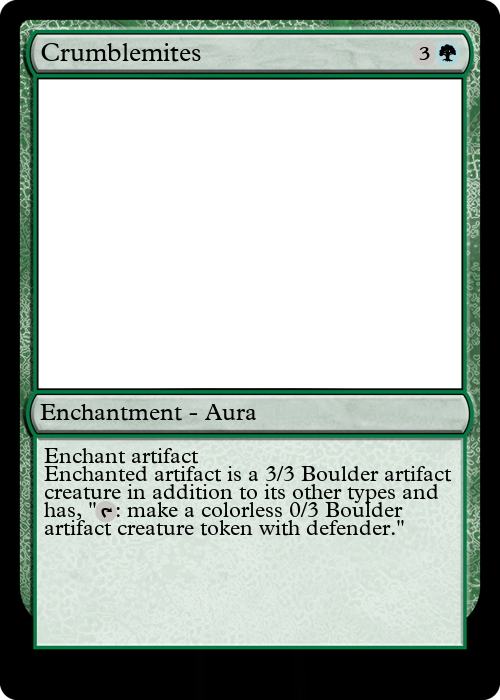 Crumblemites 3
Enchantment - Aura
Enchant artifact
Enchanted artifact is a 3/3 Boulder artifact
creature in addition to its other types and
has, ": make a colorless 0/3 Boulder
artifact creature token with defender."